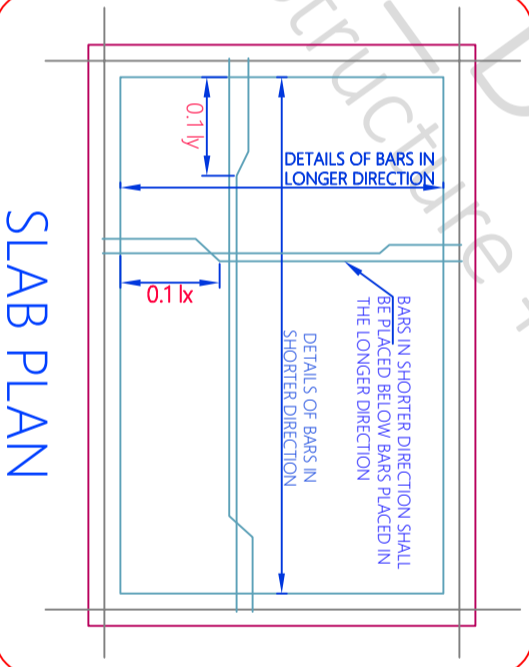 0.1 ly
DETAILS OF BARS IN
LONGER DIRECTION
0.1 lx
BARS IN SHORTER DIRECTION SHALL
BE PLACED BELOW BARS PLACED IN
THE LONGER DIRECTION
DETAILS OF BARS IN
SHORTER DIRECTION
SLAB PLAN